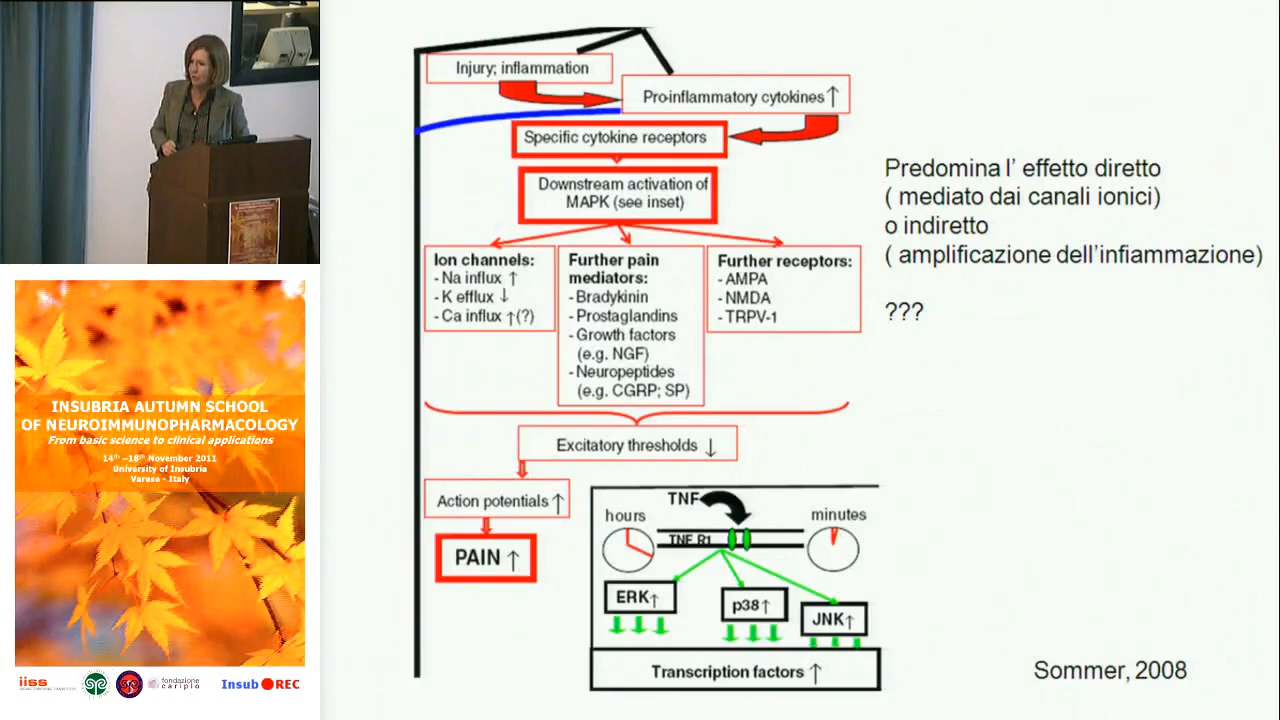 Injury; inflammation
Pro-inflammatory cytokines ↑
Specific cytokine receptors
Downstream activation of
MAPK (see inset)
Ion channels:
- Na influx ↑
- K efflux ↓
- Ca influx ↑(?)
Further pain
mediators:
- Bradykinin
- Prostaglandins
- Growth factors
(e.g. NGF)
- Neuropeptides
(e.g. CGRP; SP)
Further receptors:
- AMPA
- NMDA
- TRPV-1
Excitatory thresholds ↓
Action potentials ↑
PAIN ↑
TNF
hours
minutes
TNF R1
ERK↑
p38↑
JNK↑
Transcription factors ↑
Predomina l' effetto diretto
( mediato dai canali ionici)
o indiretto
( amplificazione dell'infiammazione)
???
Sommer, 2008
INSUBRIA AUTUMN SCHOOL
OF NEUROIMMUNOPHARMACOLOGY
From basic science to clinical applications
14th –18th November 2011
University of Insubria
Varese - Italy
iiss
fondazione
cariplo
Insub REC